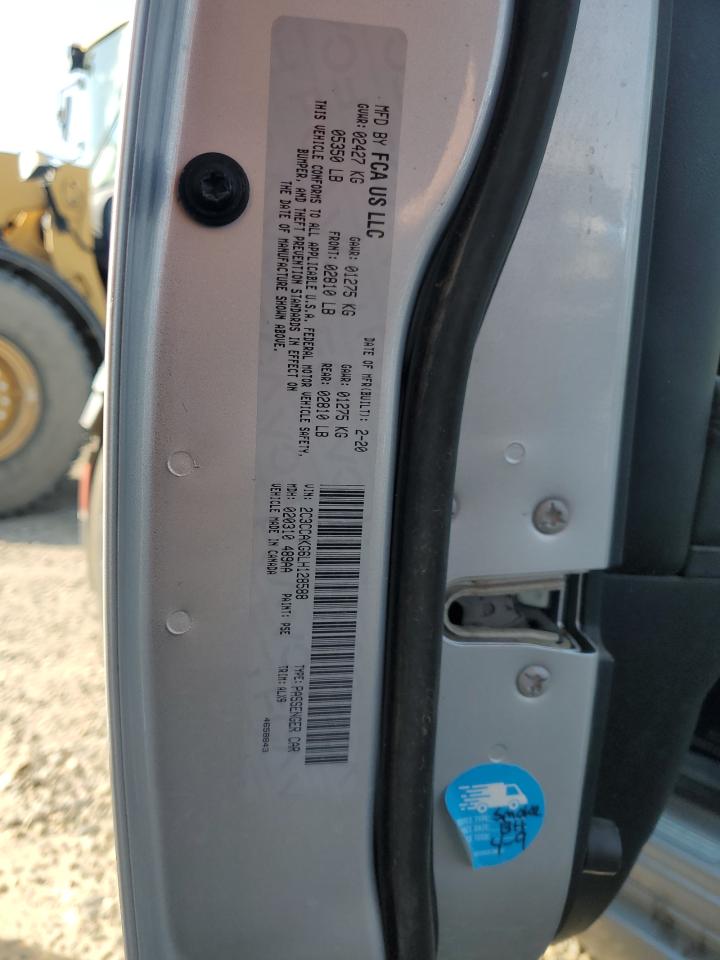 MFD BY FCA US LLC
DATE OF MFR(BUILT): 2-20
GVWR: 02427 KG
GAWR: 01275 KG
GAWR: 01275 KG
05350 LB
FRONT: 02810 LB
REAR: 02810 LB
THIS VEHICLE CONFORMS TO ALL APPLICABLE U.S.A. FEDERAL MOTOR VEHICLE SAFETY,
BUMPER, AND THEFT PREVENTION STANDARDS IN EFFECT ON
THE DATE OF MANUFACTURE SHOWN ABOVE.
VIN: 2C3CCAKG6LH128588
TYPE: PASSENGER CAR
MDH: 020310 489AA
PAINT: PSE
TRIM: ALX9
VEHICLE MADE IN CANADA
4658843